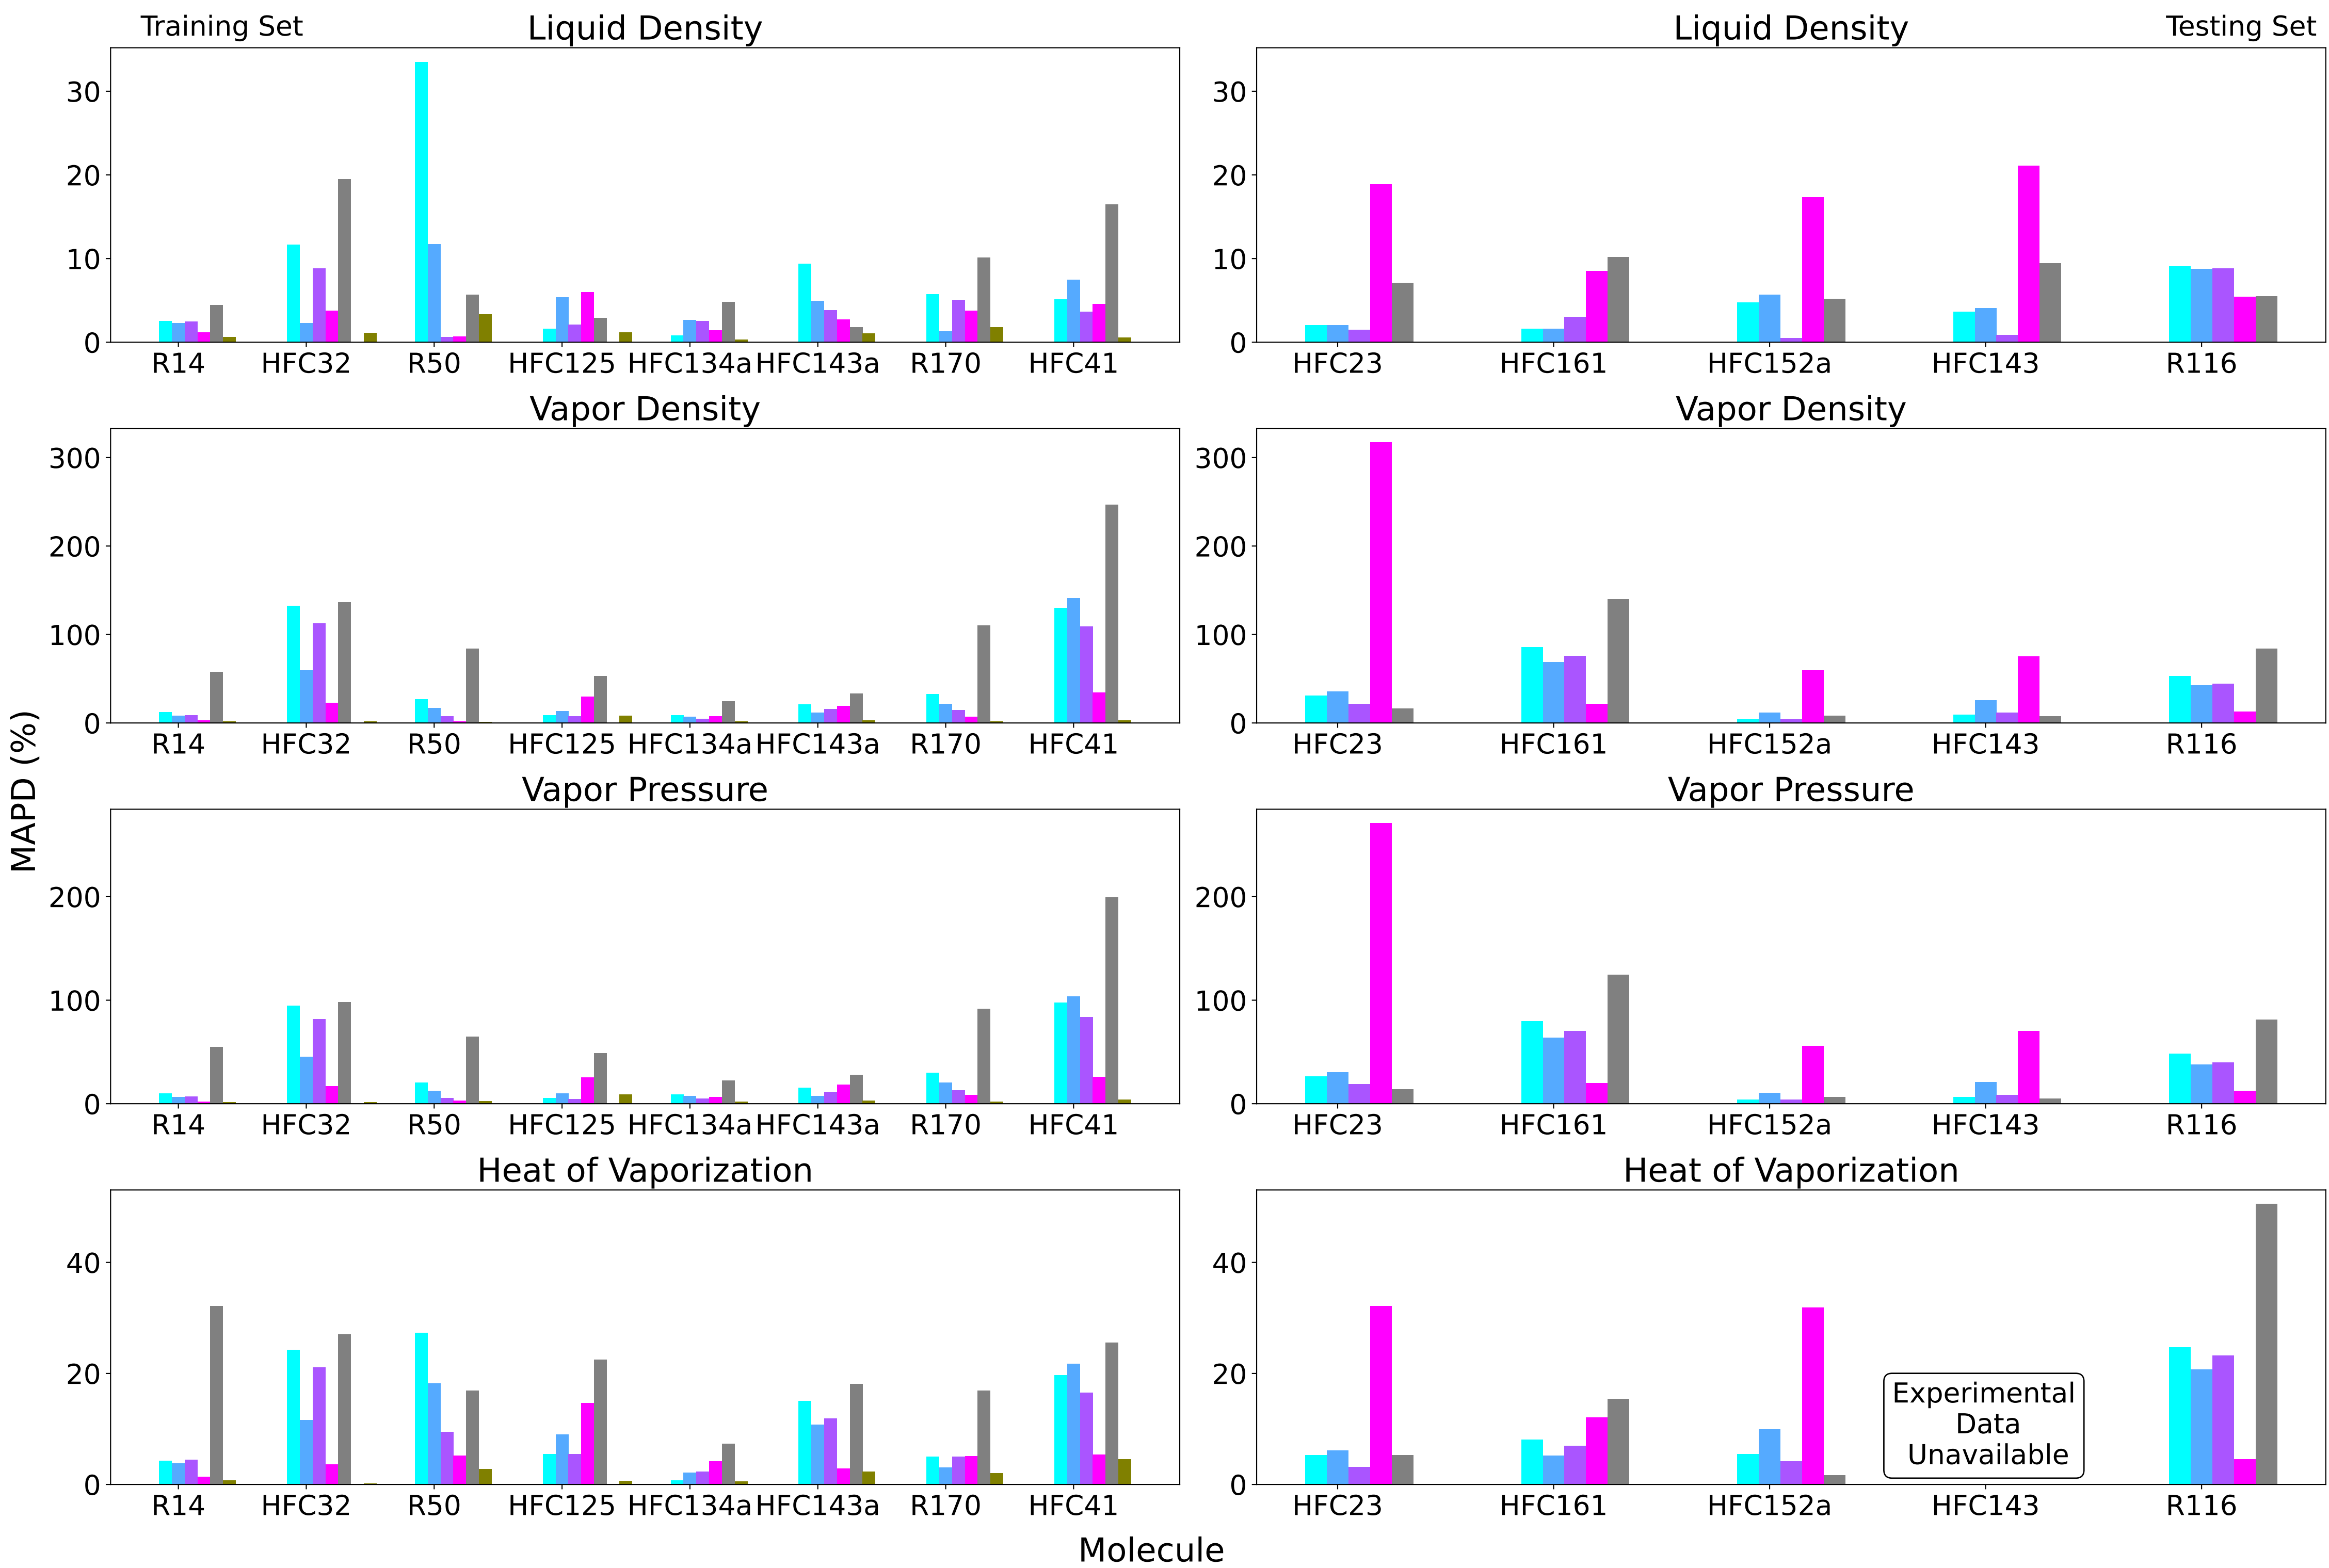 Training Set
Liquid Density
Liquid Density
Testing Set
30
20
10
0
R14 HFC32 R50 HFC125 HFC134a HFC143a R170 HFC41
30
20
10
0
HFC23 HFC161 HFC152a HFC143 R116
Vapor Density
300
200
100
0
R14 HFC32 R50 HFC125 HFC134a HFC143a R170 HFC41
Vapor Density
300
200
100
0
HFC23 HFC161 HFC152a HFC143 R116
MAPD (%)
Vapor Pressure
200
100
0
R14 HFC32 R50 HFC125 HFC134a HFC143a R170 HFC41
Vapor Pressure
200
100
0
HFC23 HFC161 HFC152a HFC143 R116
Heat of Vaporization
40
20
0
R14 HFC32 R50 HFC125 HFC134a HFC143a R170 HFC41
Heat of Vaporization
40
20
0
Experimental
Data
Unavailable
HFC23 HFC161 HFC152a HFC143 R116
Molecule